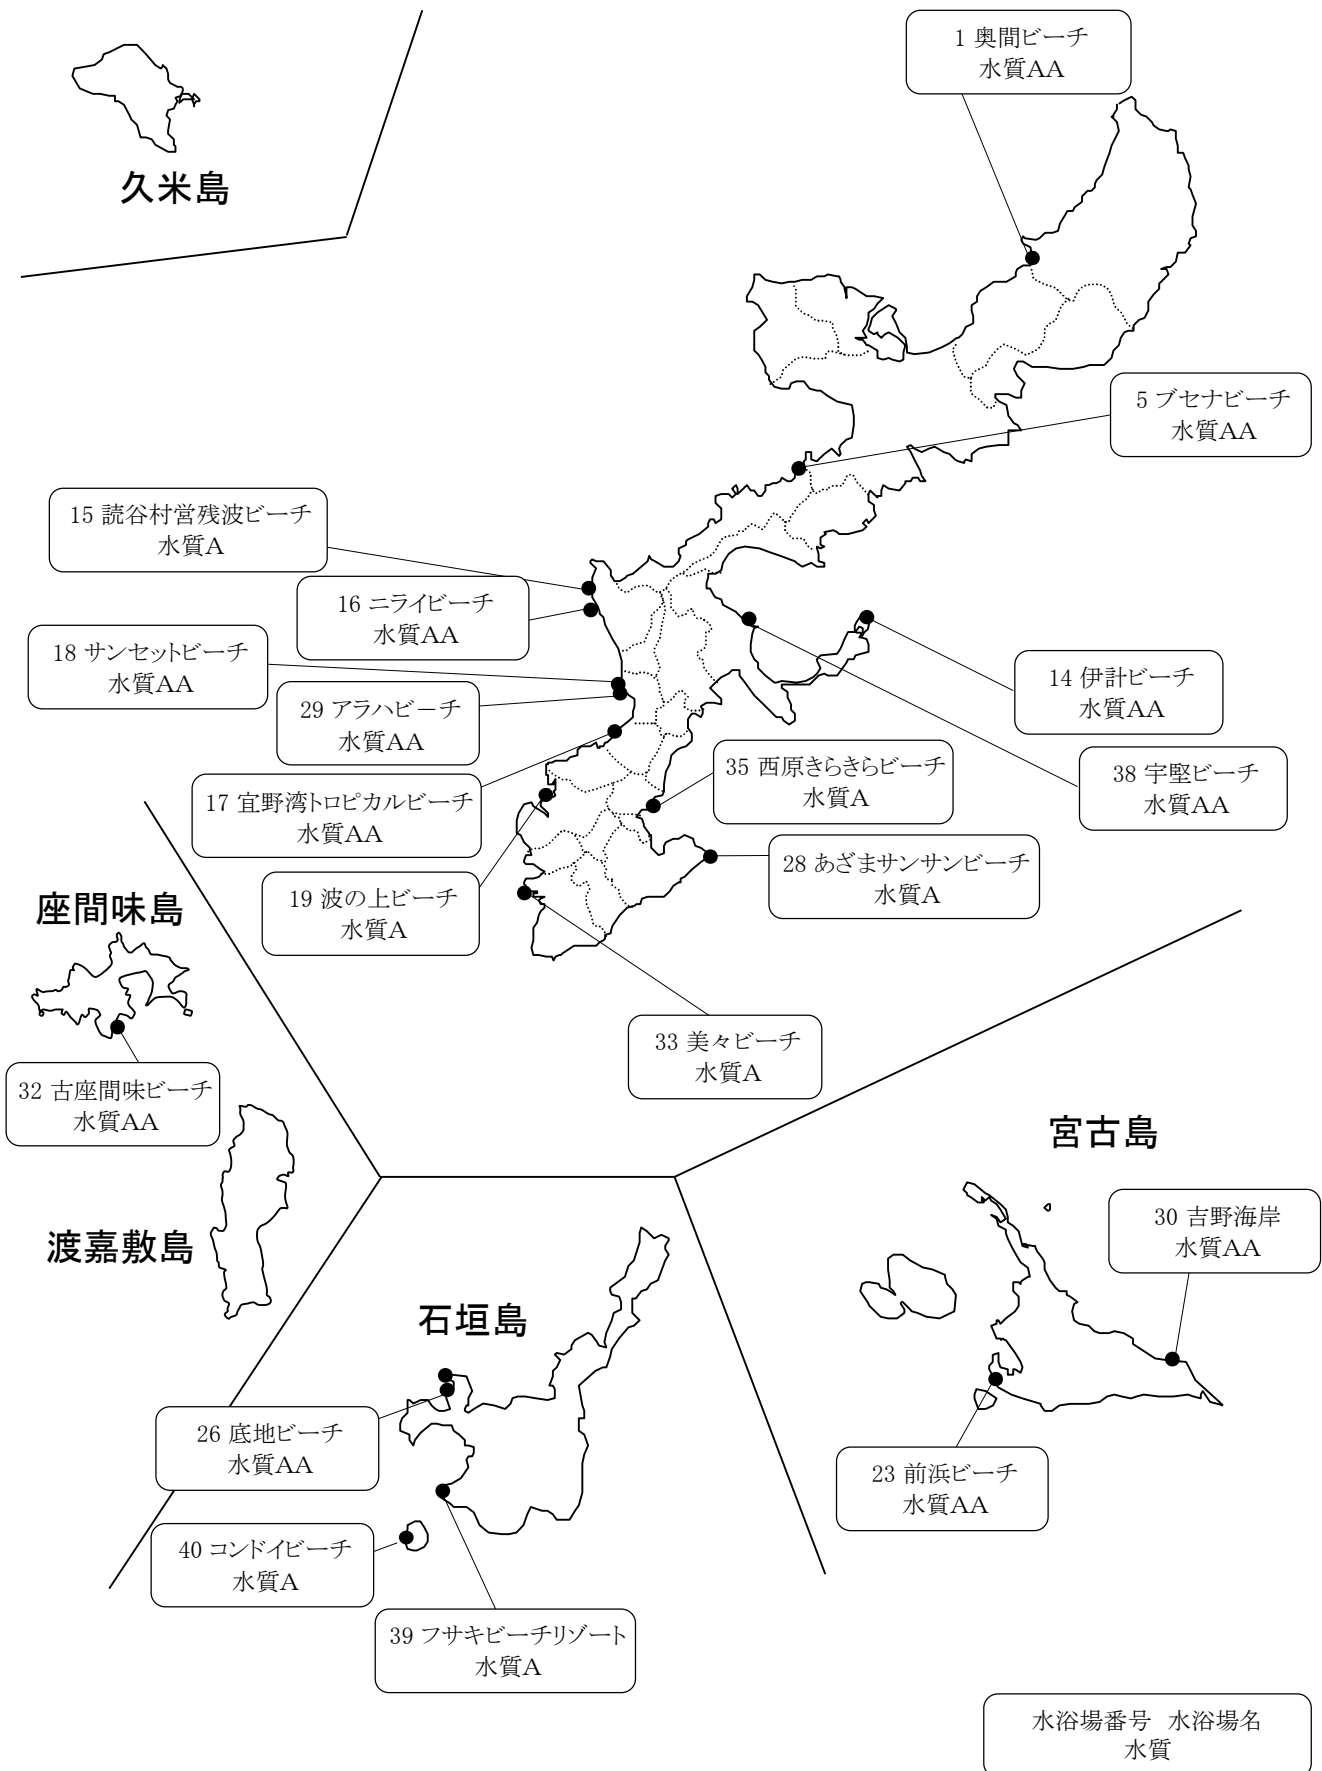 1 奥間ビーチ
水質AA
久米島
5 ブセナビーチ
水質AA
15 読谷村営残波ビーチ
水質A
16 ニライビーチ
水質AA
18 サンセットビーチ
水質AA
14 伊計ビーチ
水質AA
29 アラハビーチ
水質AA
35 西原きらきらビーチ
水質A
38 宇堅ビーチ
水質AA
17 宜野湾トロピカルビーチ
水質AA
28 あざまサンサンビーチ
水質A
19 波の上ビーチ
水質A
座間味島
33 美々ビーチ
水質A
32 古座間味ビーチ
水質AA
宮古島
30 吉野海岸
水質AA
渡嘉敷島
石垣島
26 底地ビーチ
水質AA
23 前浜ビーチ
水質AA
40 コンドイビーチ
水質A
39 フサキビーチリゾート
水質A
水浴場番号 水浴場名
水質